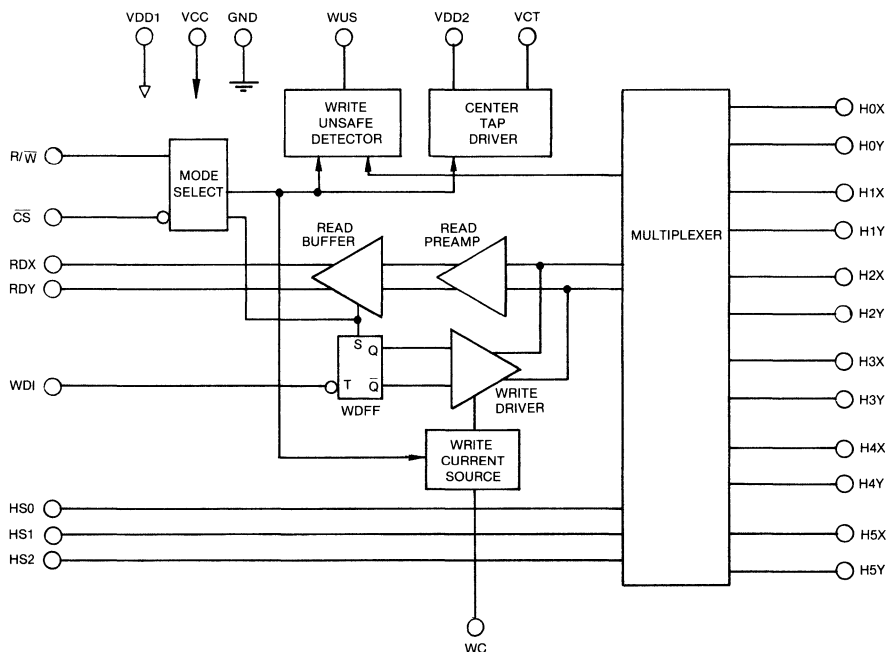 VDD1 VCC GND WUS VDD2 VCT
WRITE
UNSAFE
DETECTOR
CENTER
TAP
DRIVER
R/W̅
C̅S̅
MODE
SELECT
RDX
RDY
READ
BUFFER
READ
PREAMP
MULTIPLEXER
WDI
S
Q
T
Q̅
WDFF
WRITE
DRIVER
WRITE
CURRENT
SOURCE
HS0
HS1
HS2
WC
H0X
H0Y
H1X
H1Y
H2X
H2Y
H3X
H3Y
H4X
H4Y
H5X
H5Y